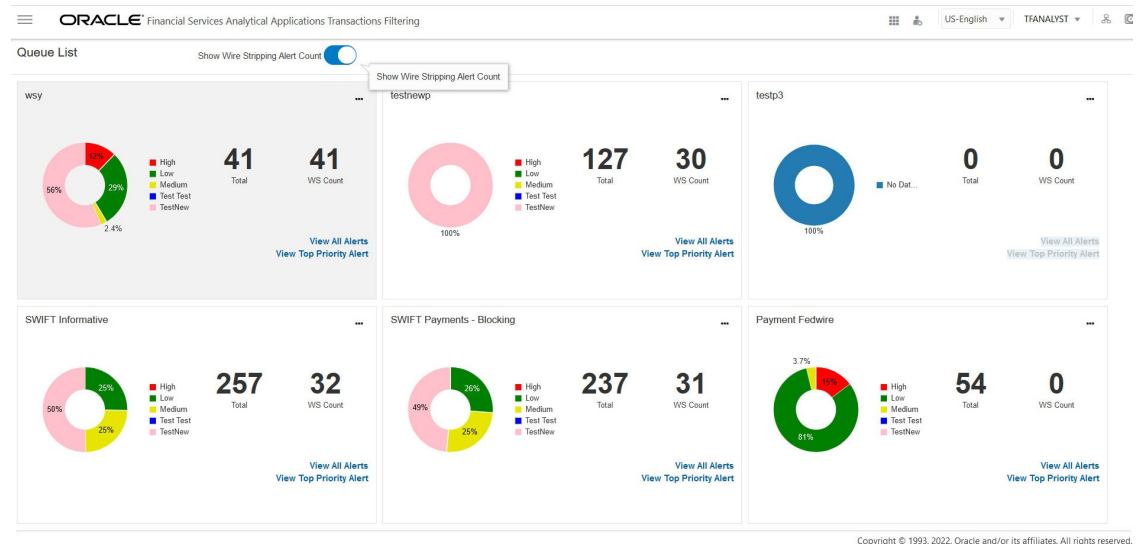 ORACLE® Financial Services Analytical Applications Transactions Filtering
US-English
TFANALYST
Queue List
Show Wire Stripping Alert Count
Show Wire Stripping Alert Count
wsy
...
12%
29%
2.4%
56%
High
Low
Medium
Test Test
TestNew
41
Total
41
WS Count
View All Alerts
View Top Priority Alert
testnewp
...
100%
High
Low
Medium
Test Test
TestNew
127
Total
30
WS Count
View All Alerts
View Top Priority Alert
testp3
...
100%
No Dat...
0
Total
0
WS Count
View All Alerts
View Top Priority Alert
SWIFT Informative
...
25%
25%
50%
High
Low
Medium
Test Test
TestNew
257
Total
32
WS Count
View All Alerts
View Top Priority Alert
SWIFT Payments - Blocking
...
26%
25%
49%
High
Low
Medium
Test Test
TestNew
237
Total
31
WS Count
View All Alerts
View Top Priority Alert
Payment Fedwire
...
3.7%
15%
81%
High
Low
Medium
Test Test
TestNew
54
Total
0
WS Count
View All Alerts
View Top Priority Alert
Copyright © 1993, 2022, Oracle and/or its affiliates. All rights reserved.